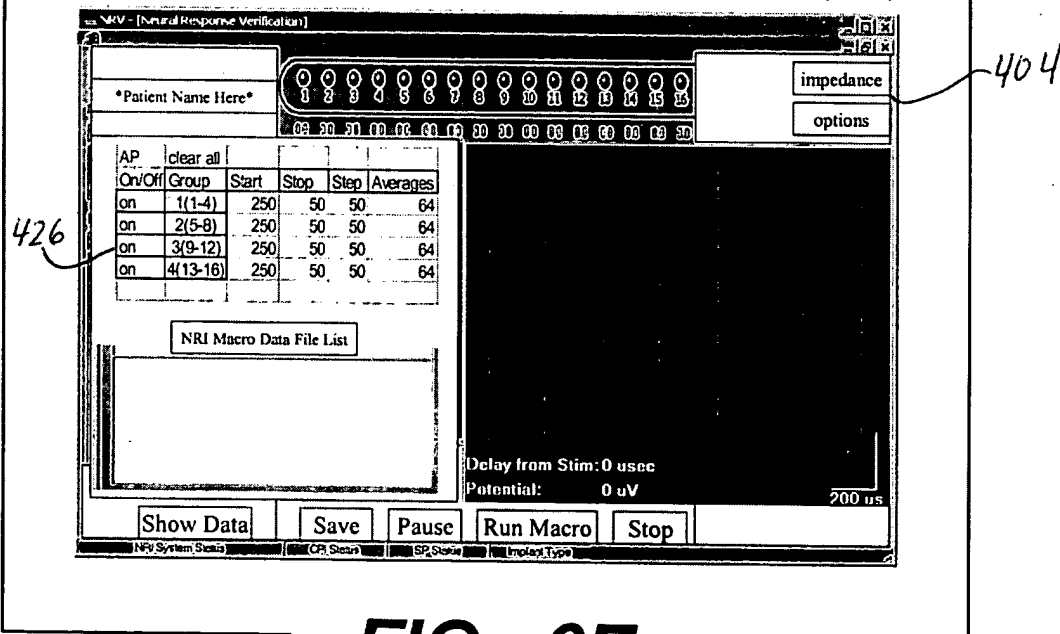 NRV - [Neural Response Verification]
404
impedance
*Patient Name Here*
1 2 3 4 5 6 7 8 9 10 11 12 13 14 15 16
options
AP clear all
On/Off Group Start Stop Step Averages
on 1(1-4) 250 50 50 64
on 2(5-8) 250 50 50 64
on 3(9-12) 250 50 50 64
on 4(13-16) 250 50 50 64
426
NRI Macro Data File List
Delay from Stim: 0 usec
Potential: 0 uV
200 us
Show Data Save Pause Run Macro Stop
NRI System Status CPI Status SP Status Implant Type